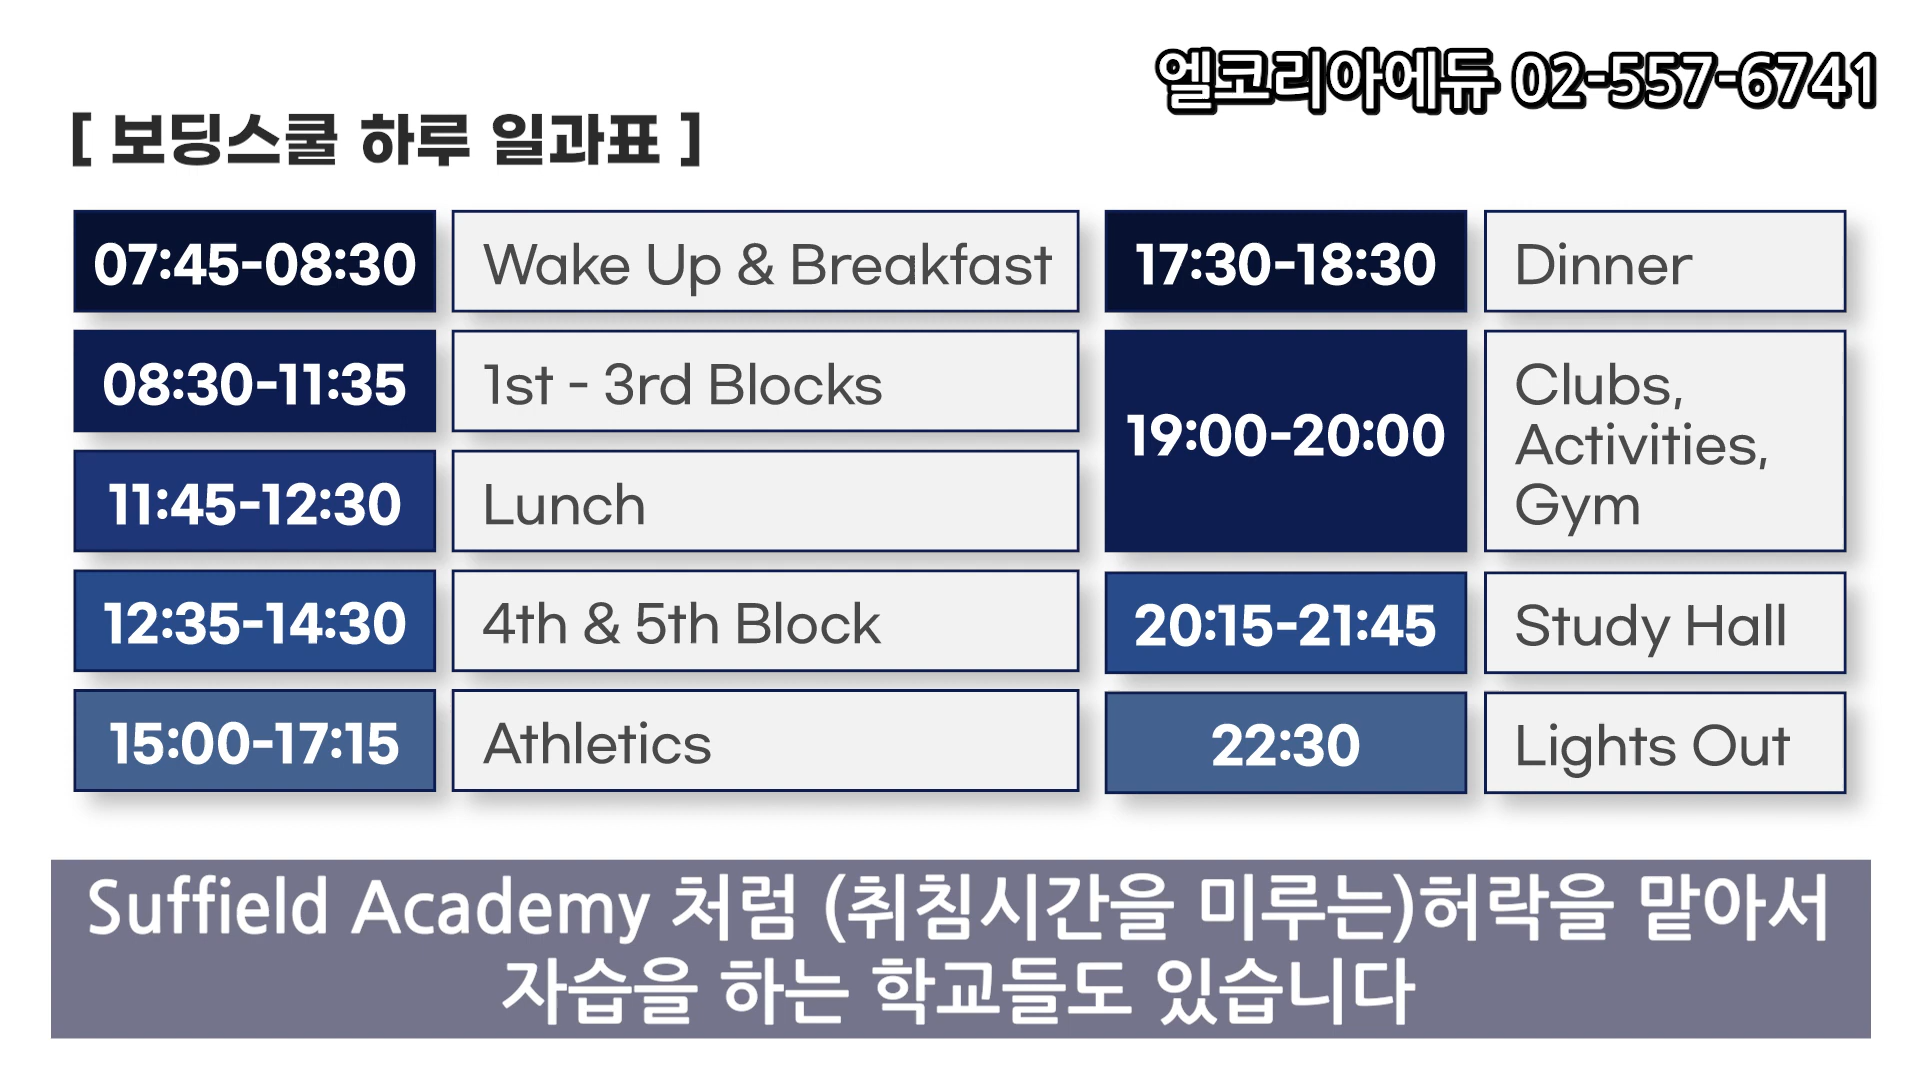 엘코리아에듀 02-557-6741
[ 보딩스쿨 하루 일과표 ]
07:45-08:30 Wake Up & Breakfast
08:30-11:35 1st - 3rd Blocks
11:45-12:30 Lunch
12:35-14:30 4th & 5th Block
15:00-17:15 Athletics
17:30-18:30 Dinner
19:00-20:00 Clubs,
Activities,
Gym
20:15-21:45 Study Hall
22:30 Lights Out
Suffield Academy 처럼 (취침시간을 미루는)허락을 맡아서
자습을 하는 학교들도 있습니다